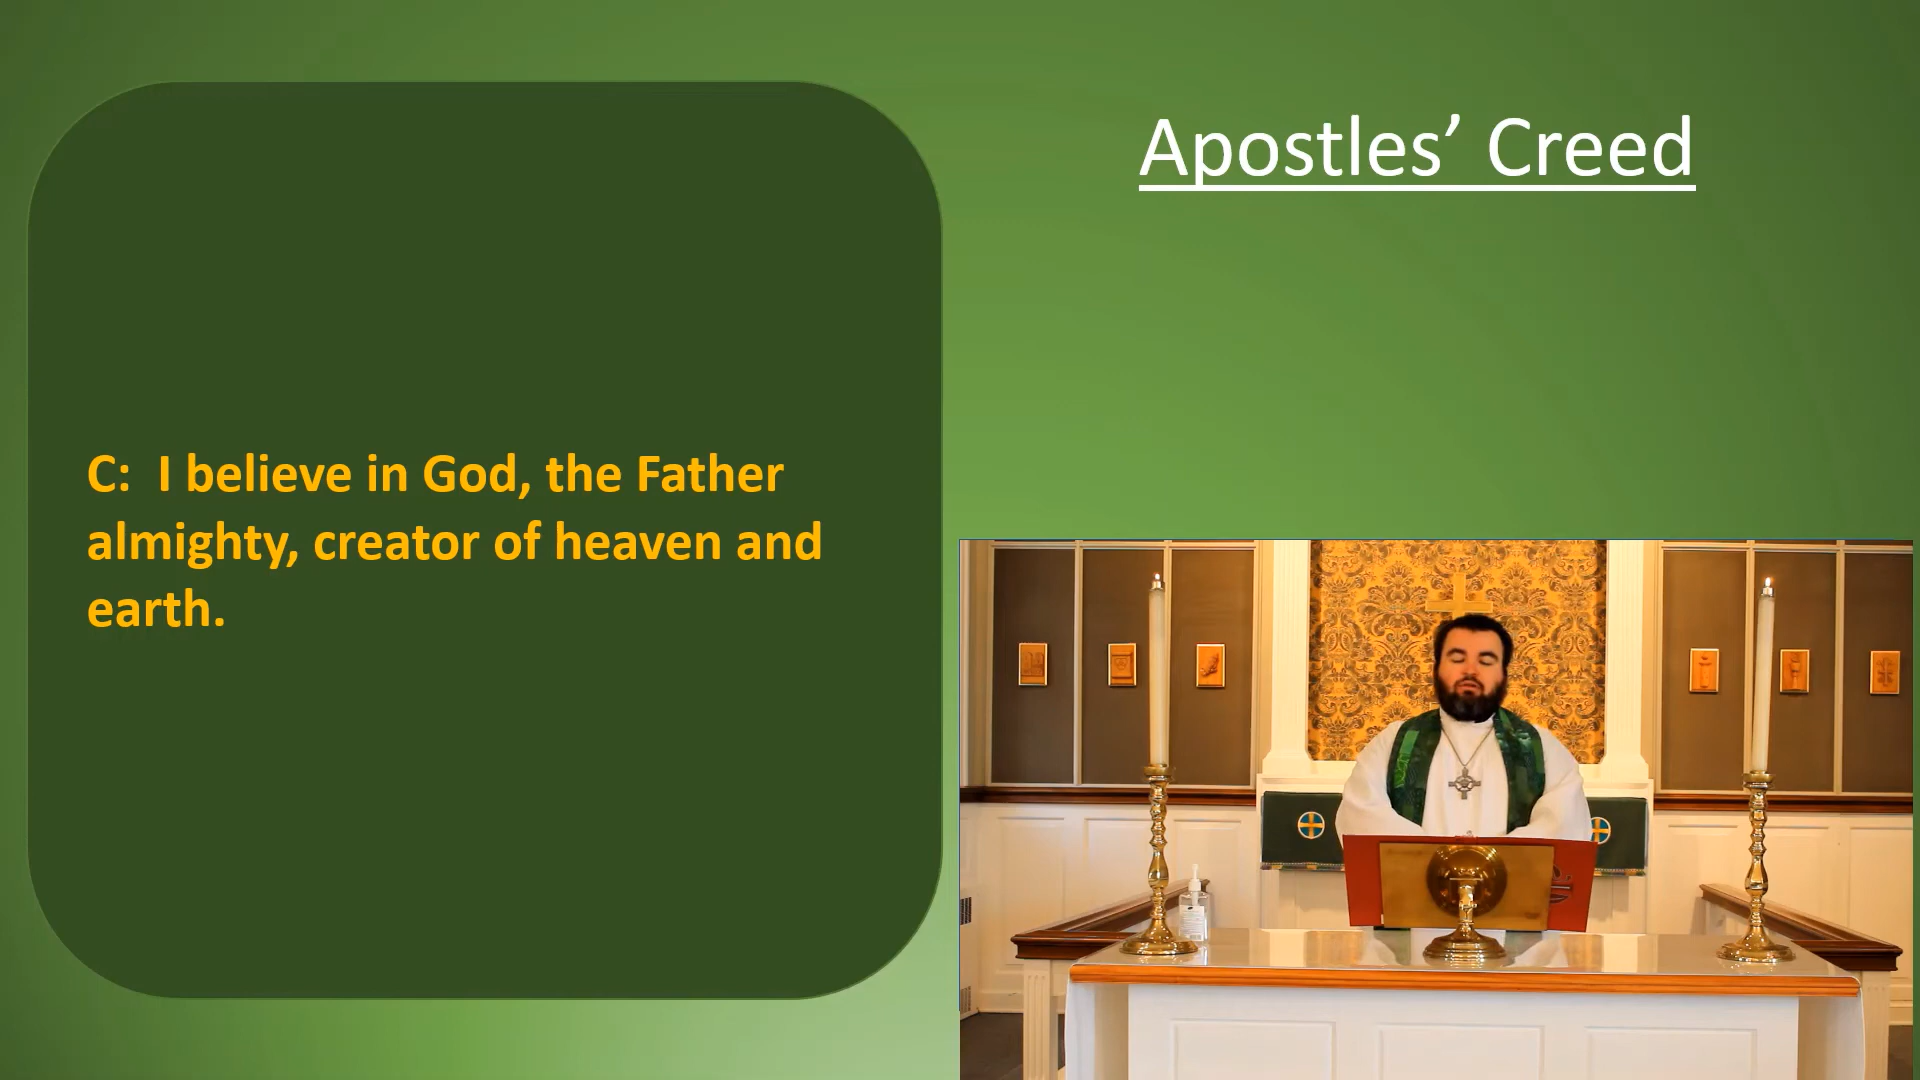 Apostles’ Creed
C:  I believe in God, the Father
almighty, creator of heaven and
earth.